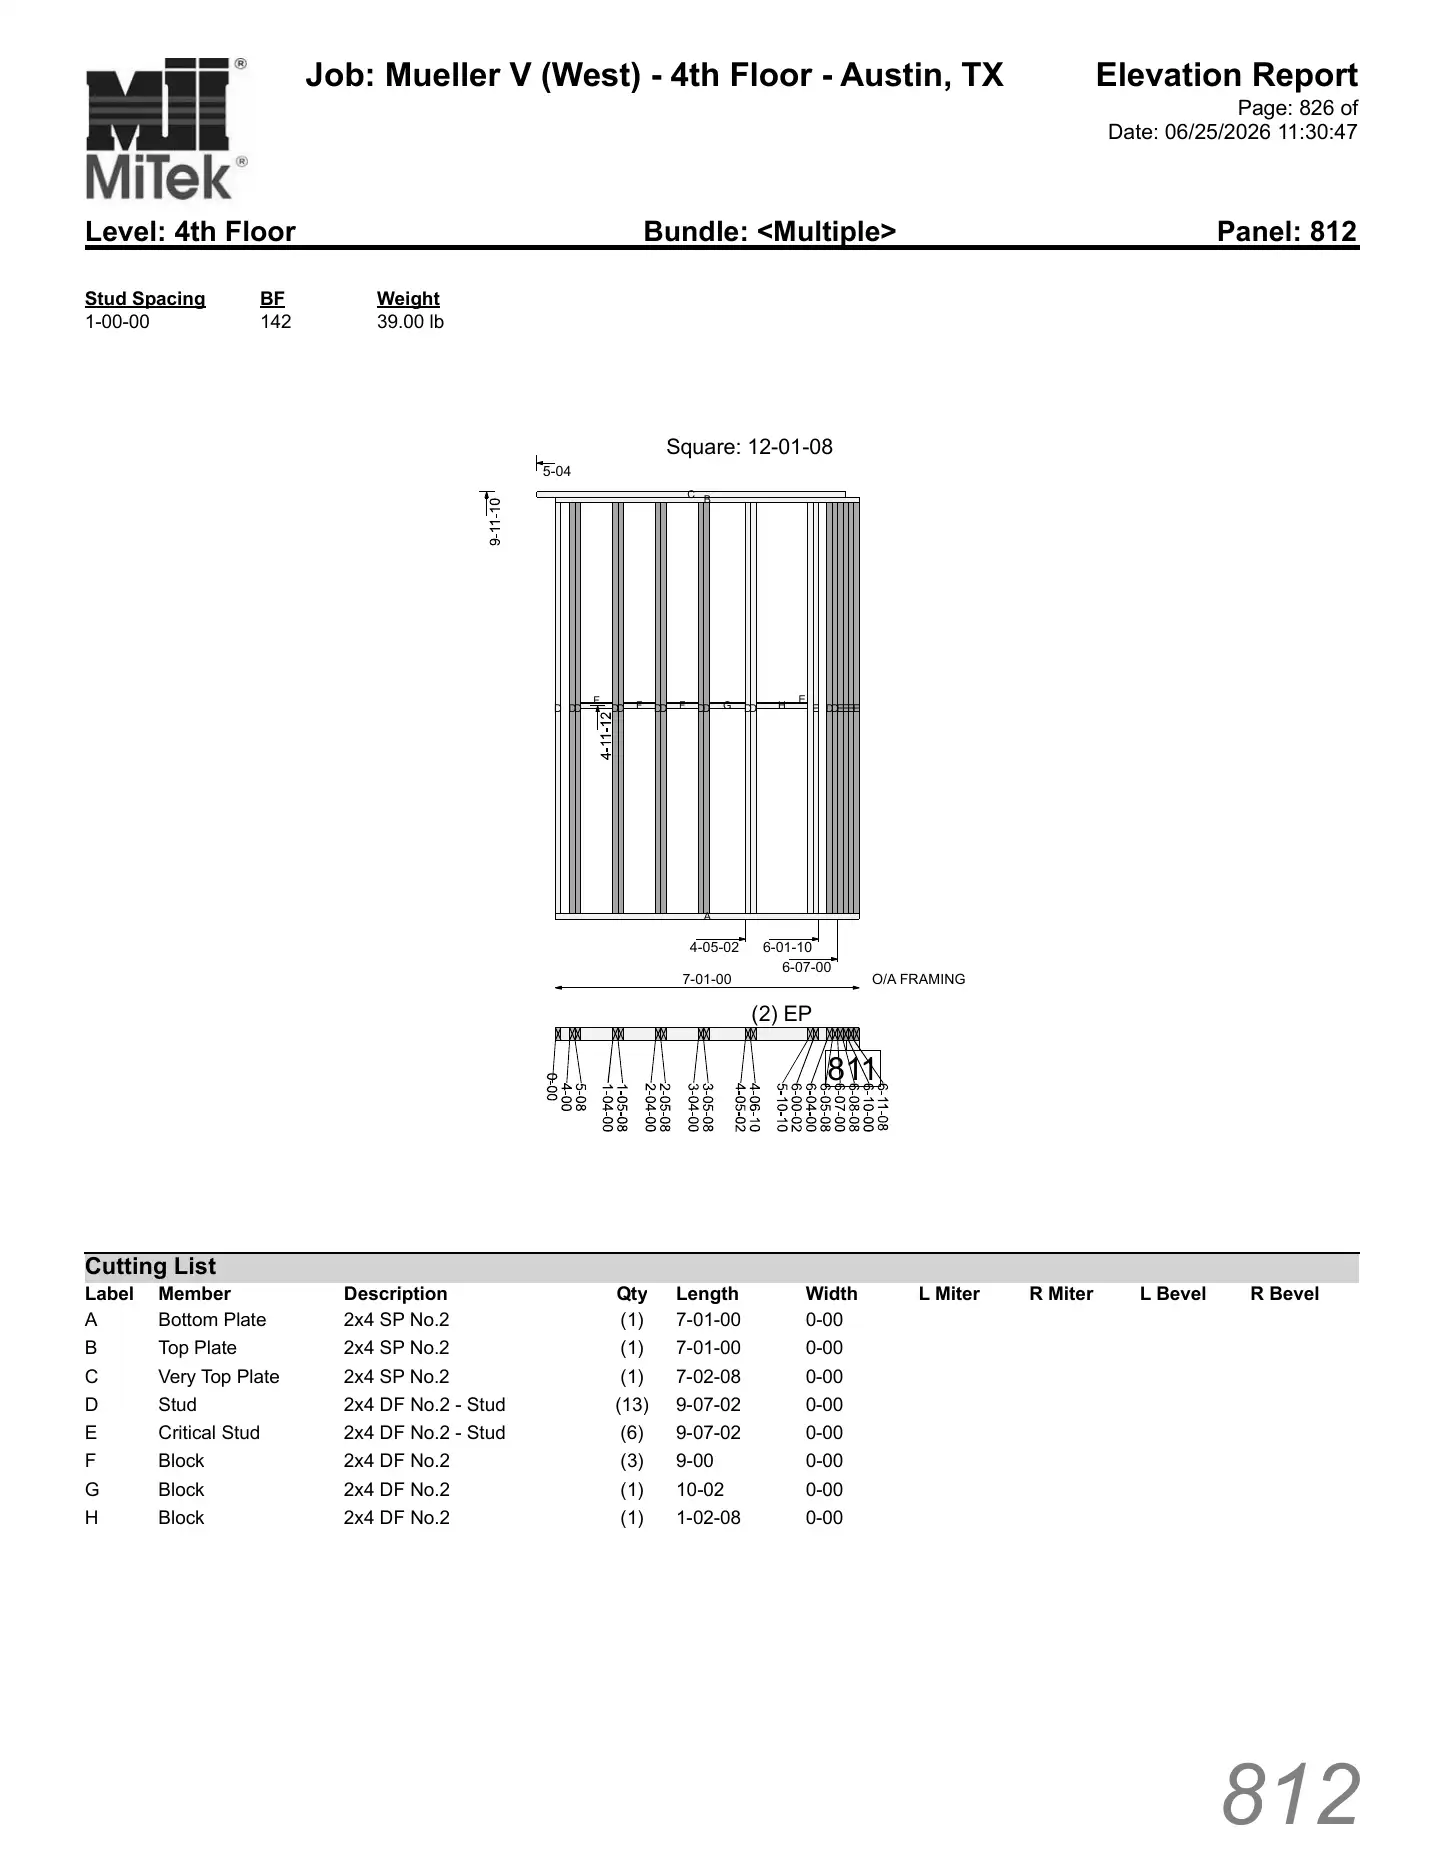 MiTek®
Job: Mueller V (West) - 4th Floor - Austin, TX
Elevation Report
Page: 826 of
Date: 06/25/2026 11:30:47
Level: 4th Floor Bundle: <Multiple> Panel: 812
Stud Spacing BF Weight
1-00-00 142 39.00 lb
Square: 12-01-08
5-04
C
B
9-11-10
F E
F F G H
4-11-12
A
4-05-02 6-01-10
6-07-00
7-01-00 O/A FRAMING
(2) EP
811
0-00 4-00 5-08 1-04-00 1-05-08 2-04-00 2-05-08 3-04-00 3-05-08 4-05-02 4-06-10 5-10-10 6-00-02 6-04-00 6-05-08 6-07-00 6-08-08 6-10-00 6-11-08
Cutting List
Label Member Description Qty Length Width L Miter R Miter L Bevel R Bevel
A Bottom Plate 2x4 SP No.2 (1) 7-01-00 0-00
B Top Plate 2x4 SP No.2 (1) 7-01-00 0-00
C Very Top Plate 2x4 SP No.2 (1) 7-02-08 0-00
D Stud 2x4 DF No.2 - Stud (13) 9-07-02 0-00
E Critical Stud 2x4 DF No.2 - Stud (6) 9-07-02 0-00
F Block 2x4 DF No.2 (3) 9-00 0-00
G Block 2x4 DF No.2 (1) 10-02 0-00
H Block 2x4 DF No.2 (1) 1-02-08 0-00
812